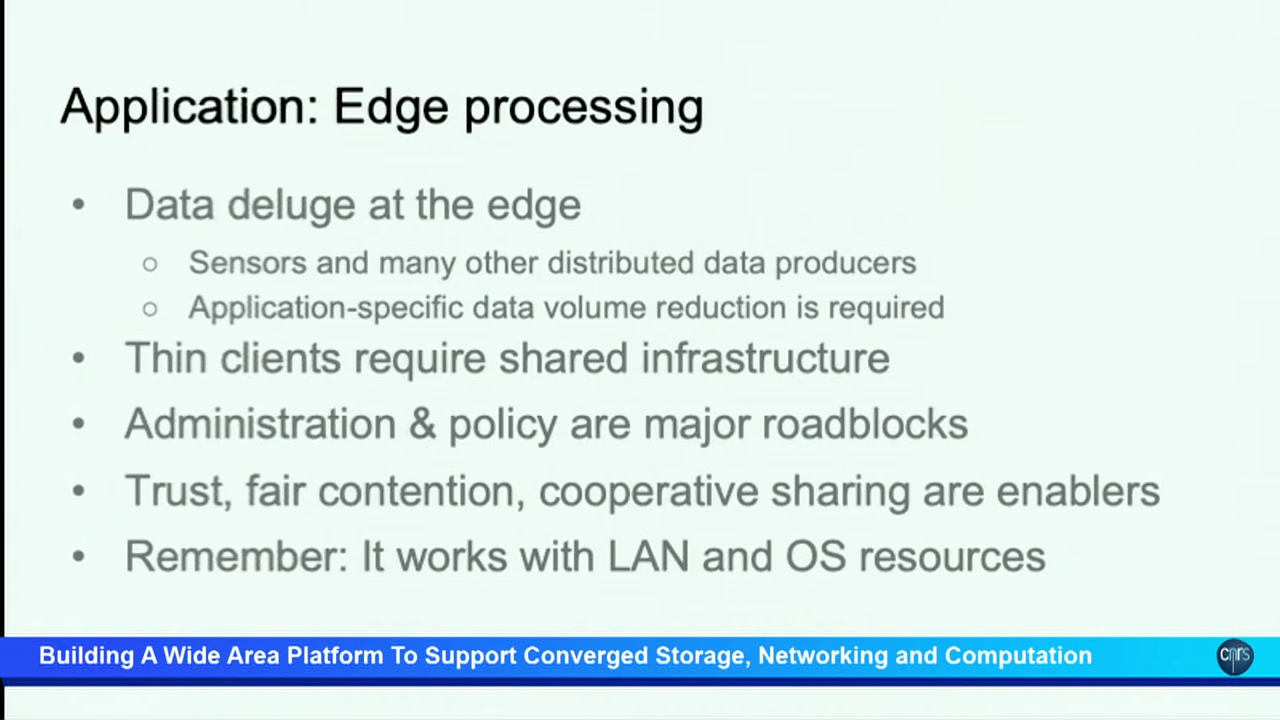 Application: Edge processing
• Data deluge at the edge
○ Sensors and many other distributed data producers
○ Application-specific data volume reduction is required
• Thin clients require shared infrastructure
• Administration & policy are major roadblocks
• Trust, fair contention, cooperative sharing are enablers
• Remember: It works with LAN and OS resources
Building A Wide Area Platform To Support Converged Storage, Networking and Computation
cnrs